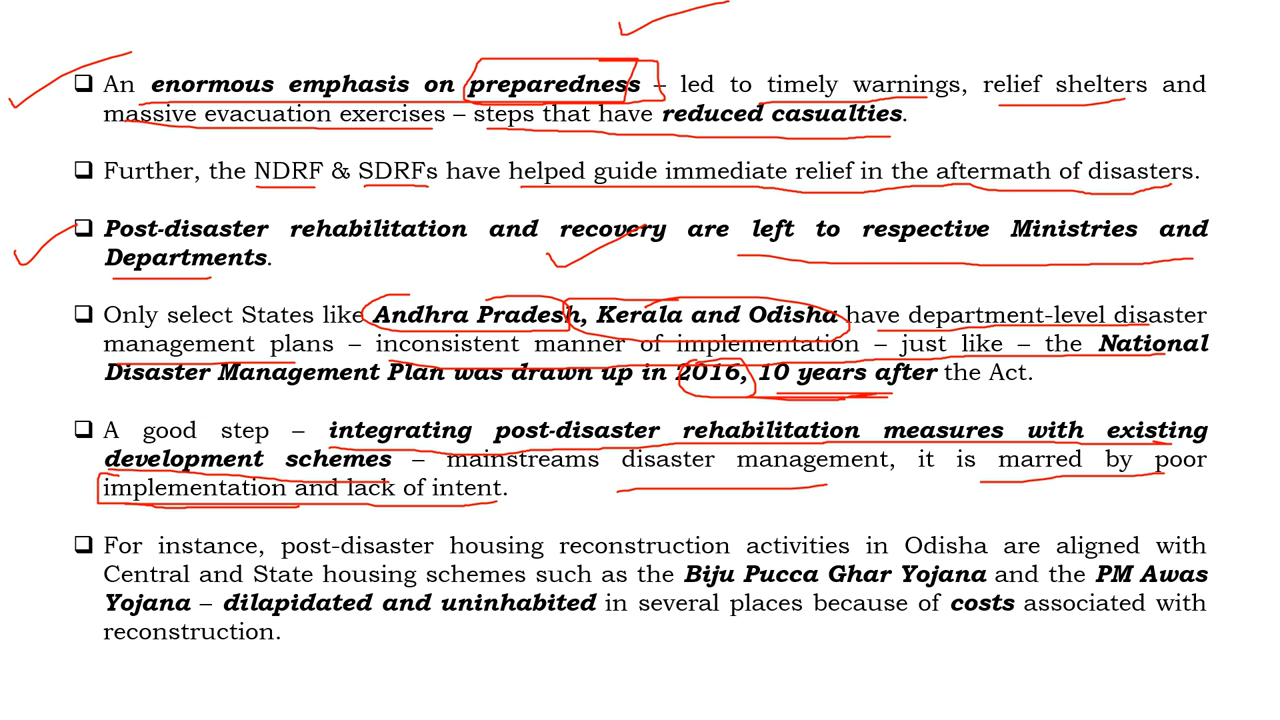 ❑ An enormous emphasis on preparedness – led to timely warnings, relief shelters and
massive evacuation exercises – steps that have reduced casualties.
❑ Further, the NDRF & SDRFs have helped guide immediate relief in the aftermath of disasters.
❑ Post-disaster rehabilitation and recovery are left to respective Ministries and
Departments.
❑ Only select States like Andhra Pradesh, Kerala and Odisha have department-level disaster
management plans – inconsistent manner of implementation – just like – the National
Disaster Management Plan was drawn up in 2016, 10 years after the Act.
❑ A good step – integrating post-disaster rehabilitation measures with existing
development schemes – mainstreams disaster management, it is marred by poor
implementation and lack of intent.
❑ For instance, post-disaster housing reconstruction activities in Odisha are aligned with
Central and State housing schemes such as the Biju Pucca Ghar Yojana and the PM Awas
Yojana – dilapidated and uninhabited in several places because of costs associated with
reconstruction.